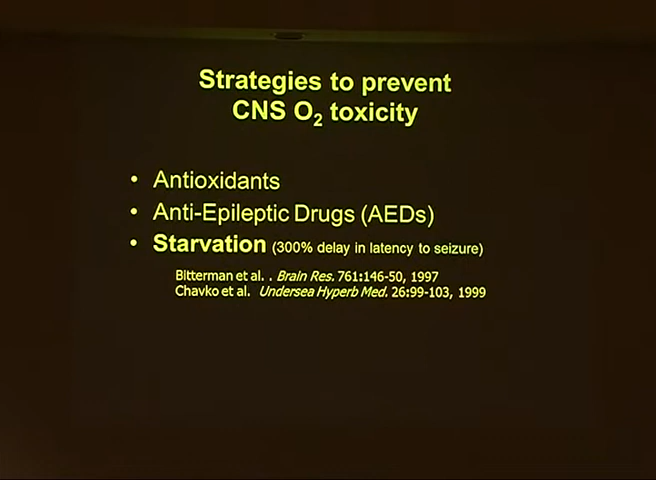 Strategies to prevent
CNS O₂ toxicity
• Antioxidants
• Anti-Epileptic Drugs (AEDs)
• Starvation (300% delay in latency to seizure)
Bitterman et al. . Brain Res. 761:146-50, 1997
Chavko et al. Undersea Hyperb Med. 26:99-103, 1999